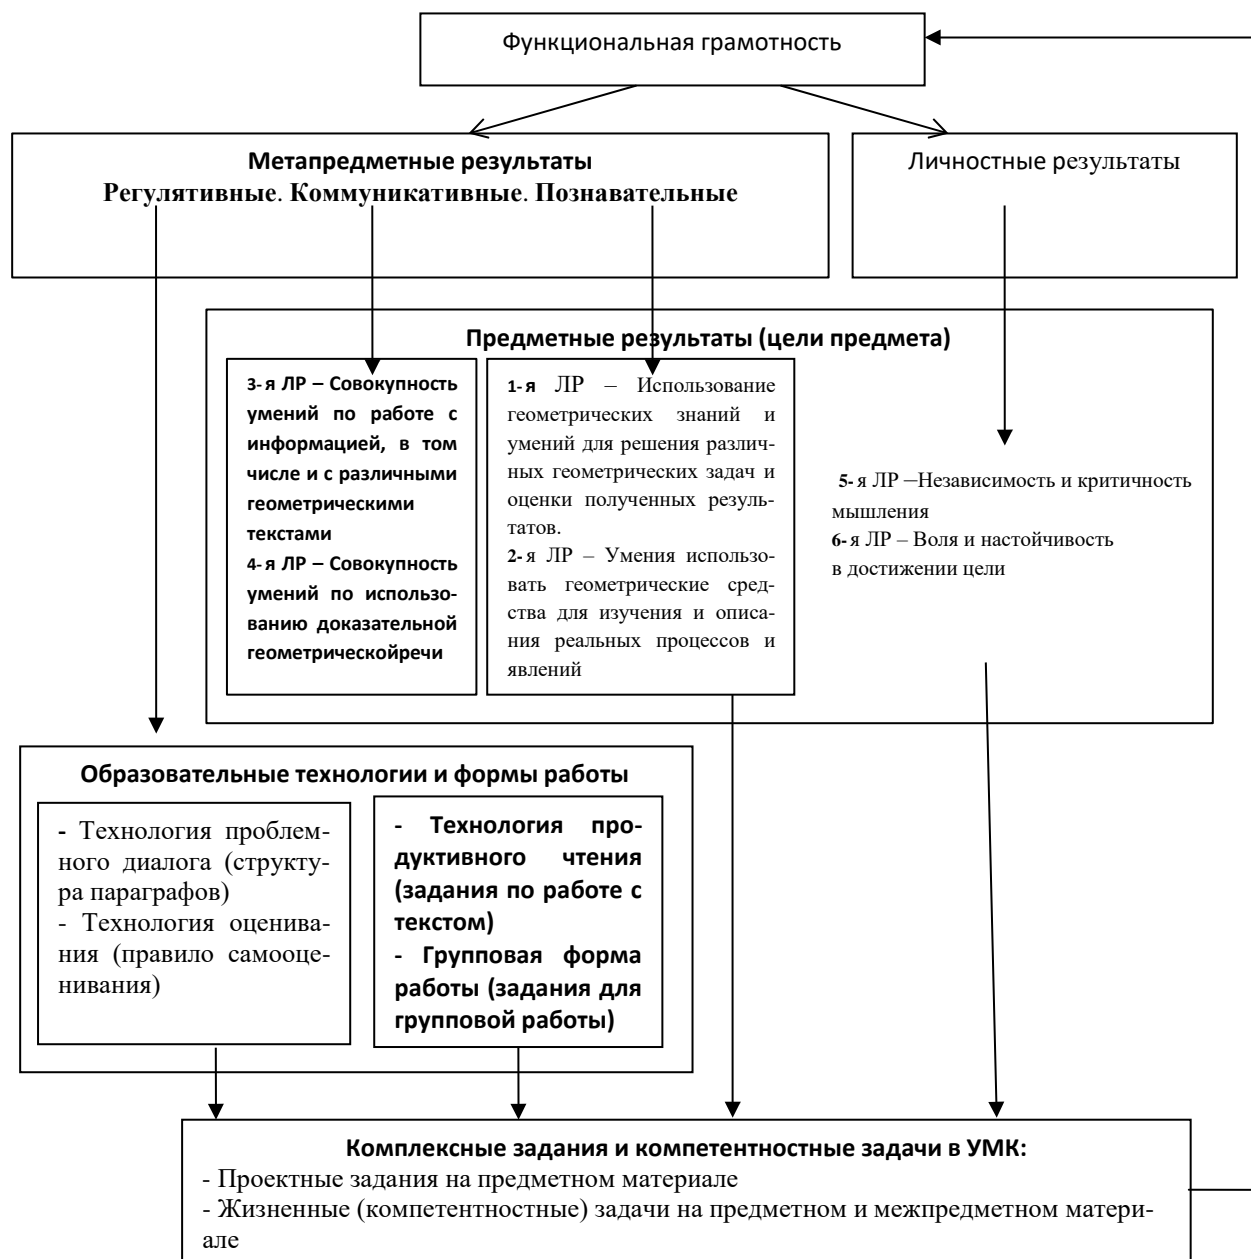 Функциональная грамотность
Метапредметные результаты
Регулятивные. Коммуникативные. Познавательные
Личностные результаты
Предметные результаты (цели предмета)
3- я ЛР – Совокупность
умений по работе с
информацией, в том
числе и с различными
геометрическими
текстами
4- я ЛР – Совокупность
умений по использо-
ванию доказательной
геометрическойречи
1- я ЛР – Использование
геометрических знаний и
умений для решения различ-
ных геометрических задач и
оценки полученных резуль-
татов.
2- я ЛР – Умения использо-
вать геометрические сред-
ства для изучения и описа-
ния реальных процессов и
явлений
5- я ЛР –Независимость и критичность
мышления
6- я ЛР – Воля и настойчивость
в достижении цели
Образовательные технологии и формы работы
- Технология проблем-
ного диалога (структу-
ра параграфов)
- Технология оценива-
ния (правило самооце-
нивания)
- Технология про-
дуктивного чтения
(задания по работе с
текстом)
- Групповая форма
работы (задания для
групповой работы)
Комплексные задания и компетентностные задачи в УМК:
- Проектные задания на предметном материале
- Жизненные (компетентностные) задачи на предметном и межпредметном матери-
але